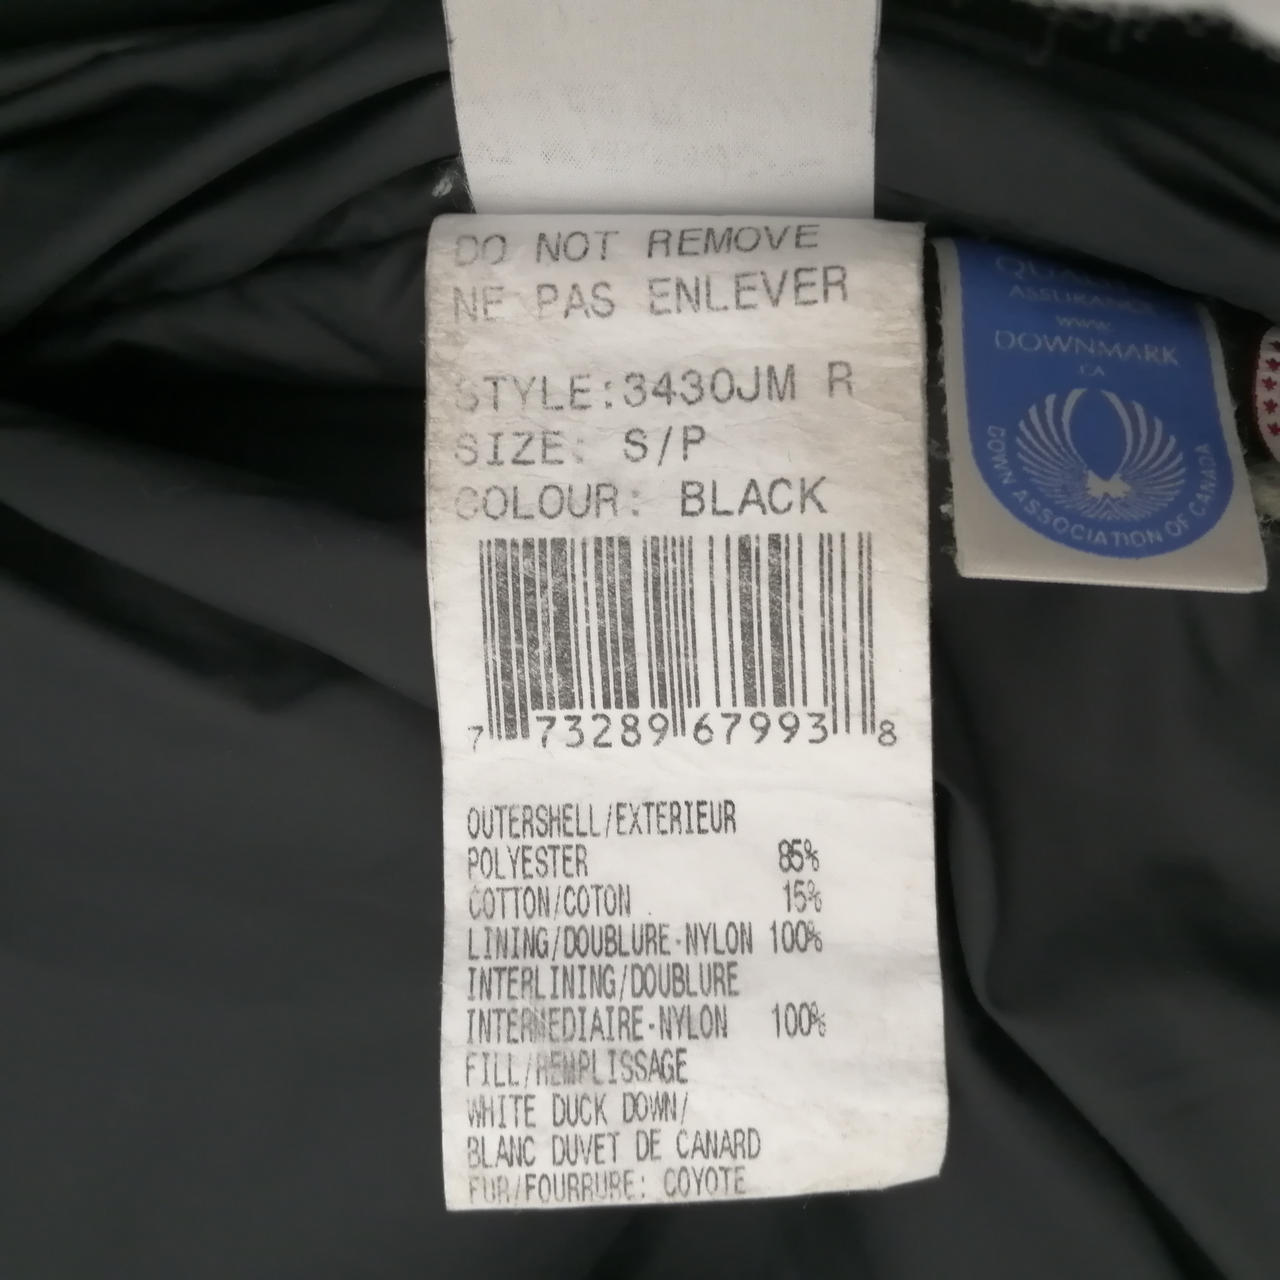 DO NOT REMOVE
NE PAS ENLEVER
STYLE:3430JM R
SIZE: S/P
COLOUR: BLACK
7 73289 67993 8
OUTERSHELL/EXTERIEUR
POLYESTER 85%
COTTON/COTON 15%
LINING/DOUBLURE-NYLON 100%
INTERLINING/DOUBLURE
INTERMEDIAIRE-NYLON 100%
FILL/REMPLISSAGE
WHITE DUCK DOWN/
BLANC DUVET DE CANARD
FUR/FOURRURE: COYOTE
QUALITY
ASSURANCE
www.
DOWNMARK
.CA
DOWN ASSOCIATION OF CANADA